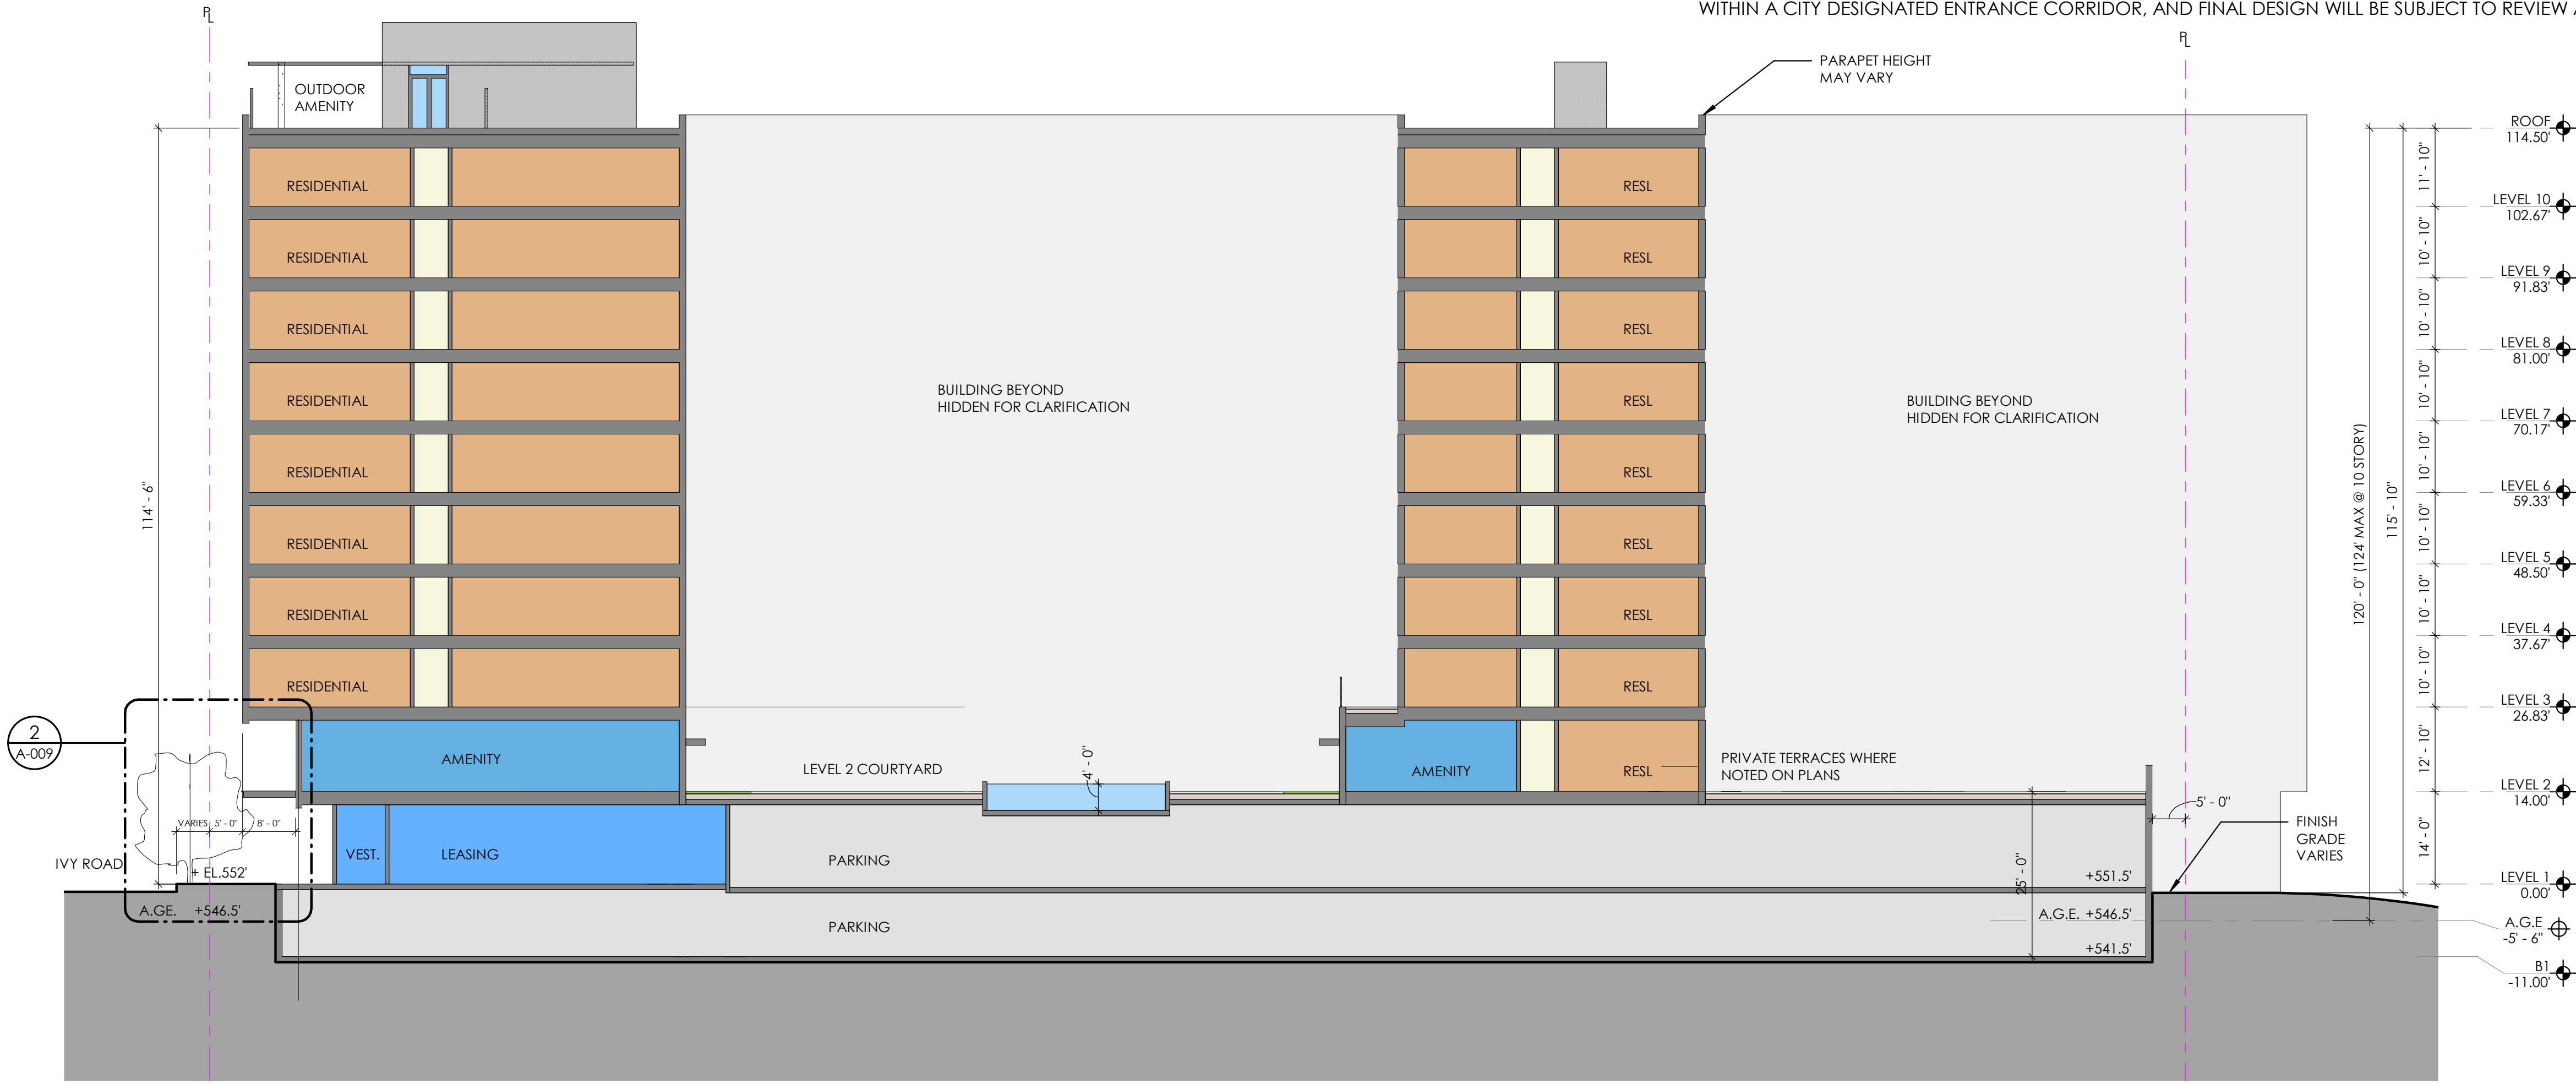 WITHIN A CITY DESIGNATED ENTRANCE CORRIDOR, AND FINAL DESIGN WILL BE SUBJECT TO REVIEW
PL
PL
OUTDOOR
AMENITY
PARAPET HEIGHT
MAY VARY
ROOF
114.50'
11' - 10"
RESIDENTIAL
RESL
LEVEL 10
102.67'
10' - 10"
RESIDENTIAL
RESL
LEVEL 9
91.83'
10' - 10"
RESIDENTIAL
RESL
LEVEL 8
81.00'
10' - 10"
RESIDENTIAL
RESL
BUILDING BEYOND
HIDDEN FOR CLARIFICATION
BUILDING BEYOND
HIDDEN FOR CLARIFICATION
LEVEL 7
70.17'
10' - 10"
RESIDENTIAL
RESL
LEVEL 6
59.33'
10' - 10"
114' - 6"
120' - 0" (124' MAX @ 10 STORY)
115' - 10"
RESIDENTIAL
RESL
LEVEL 5
48.50'
10' - 10"
RESIDENTIAL
RESL
LEVEL 4
37.67'
10' - 10"
RESIDENTIAL
RESL
LEVEL 3
26.83'
12' - 10"
2
A-009
AMENITY
LEVEL 2 COURTYARD
4' - 0"
AMENITY
RESL
PRIVATE TERRACES WHERE
NOTED ON PLANS
LEVEL 2
14.00'
14' - 0"
VARIES
5' - 0"
8' - 0"
5' - 0"
FINISH
GRADE
VARIES
IVY ROAD
+ EL.552'
VEST.
LEASING
PARKING
25' - 0"
+551.5'
LEVEL 1
0.00'
A.GE. +546.5'
PARKING
A.G.E. +546.5'
+541.5'
A.G.E
-5' - 6"
B1
-11.00'